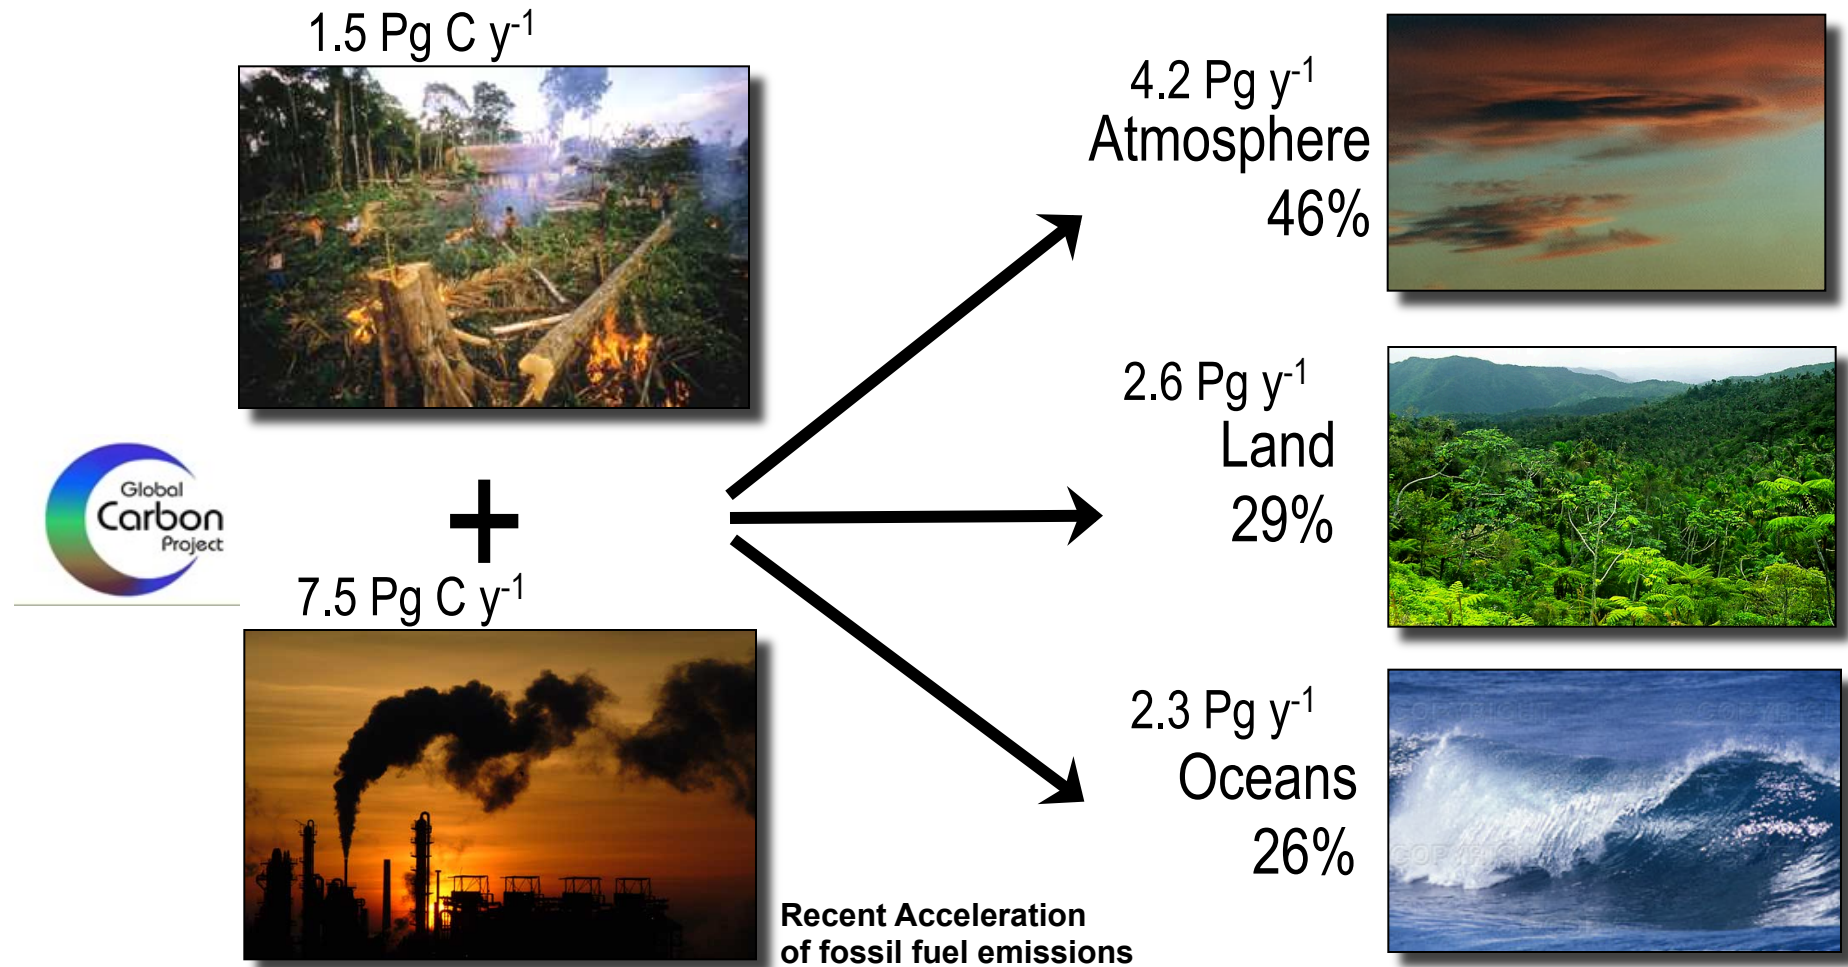 1.5 Pg C y⁻¹
Global
Carbon
Project
7.5 Pg C y⁻¹
Recent Acceleration
of fossil fuel emissions
4.2 Pg y⁻¹
Atmosphere
46%
2.6 Pg y⁻¹
Land
29%
2.3 Pg y⁻¹
Oceans
26%